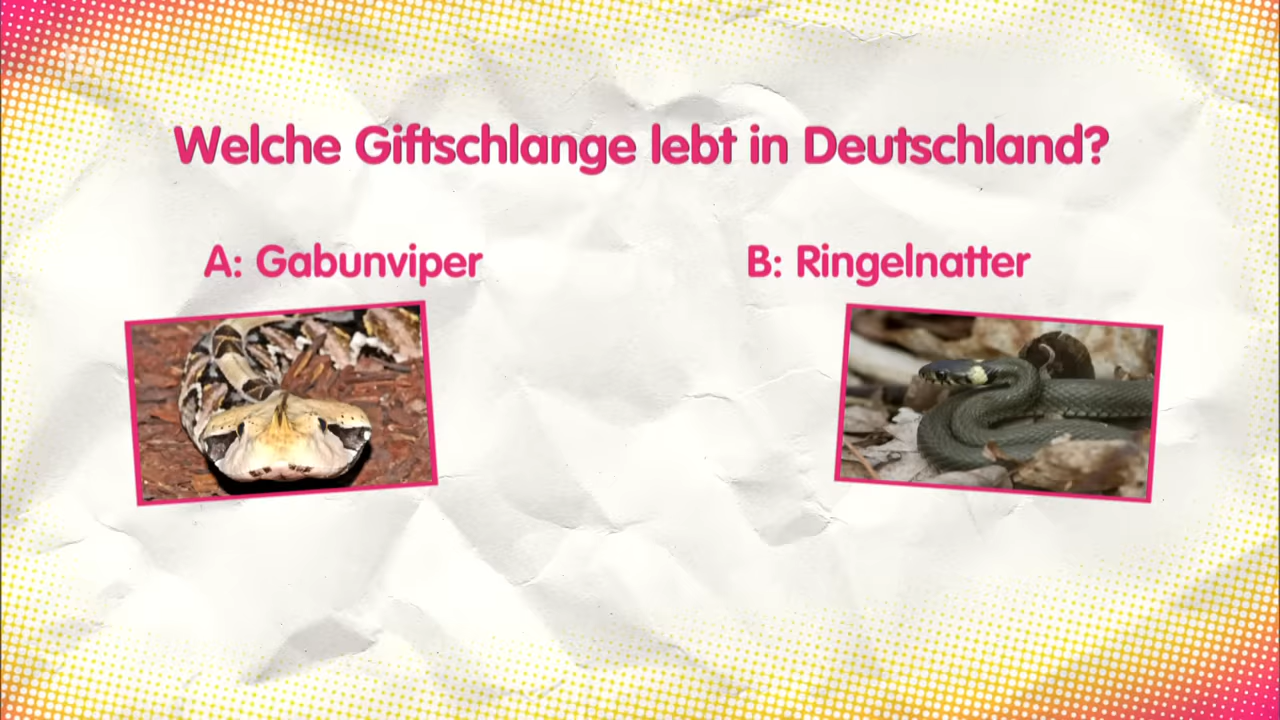 Welche Giftschlange lebt in Deutschland?
A: Gabunviper
B: Ringelnatter